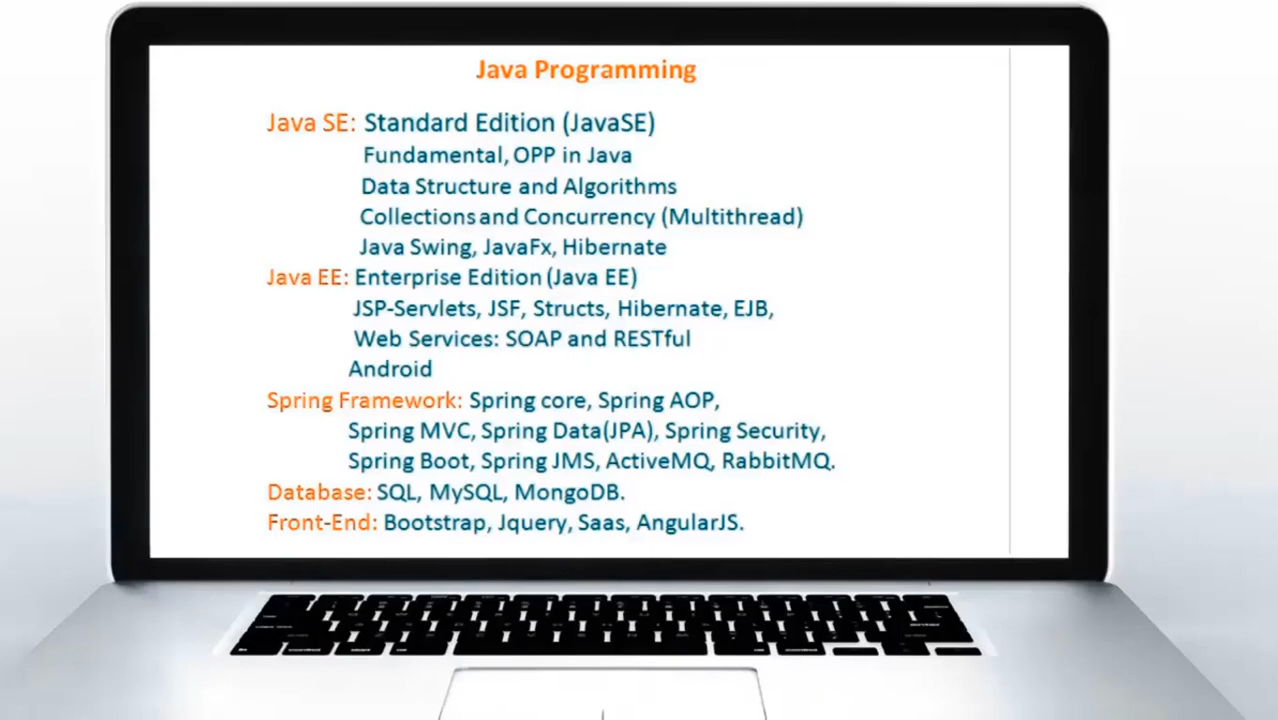 Java Programming
Java SE: Standard Edition (JavaSE)
Fundamental, OPP in Java
Data Structure and Algorithms
Collections and Concurrency (Multithread)
Java Swing, JavaFx, Hibernate
Java EE: Enterprise Edition (Java EE)
JSP-Servlets, JSF, Structs, Hibernate, EJB,
Web Services: SOAP and RESTful
Android
Spring Framework: Spring core, Spring AOP,
Spring MVC, Spring Data(JPA), Spring Security,
Spring Boot, Spring JMS, ActiveMQ, RabbitMQ.
Database: SQL, MySQL, MongoDB.
Front-End: Bootstrap, Jquery, Saas, AngularJS.